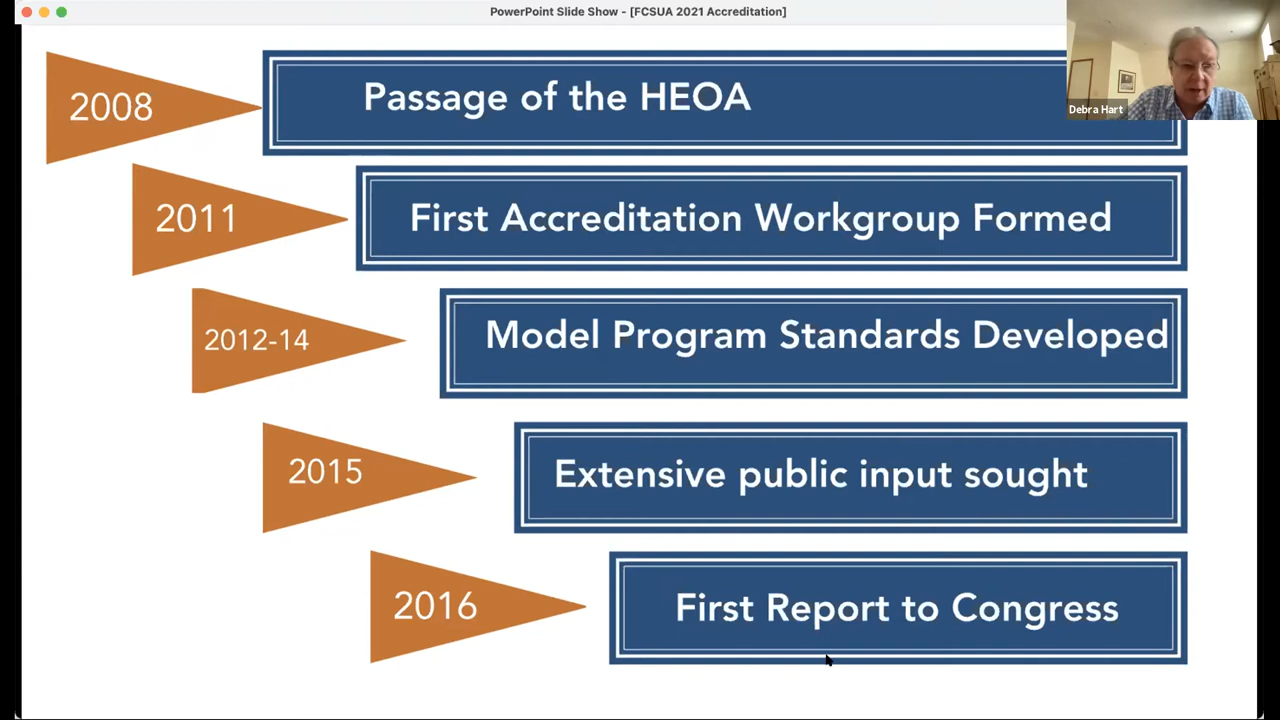 PowerPoint Slide Show - [FCSUA 2021 Accreditation]
Debra Hart
2008
Passage of the HEOA
2011
First Accreditation Workgroup Formed
2012-14
Model Program Standards Developed
2015
Extensive public input sought
2016
First Report to Congress